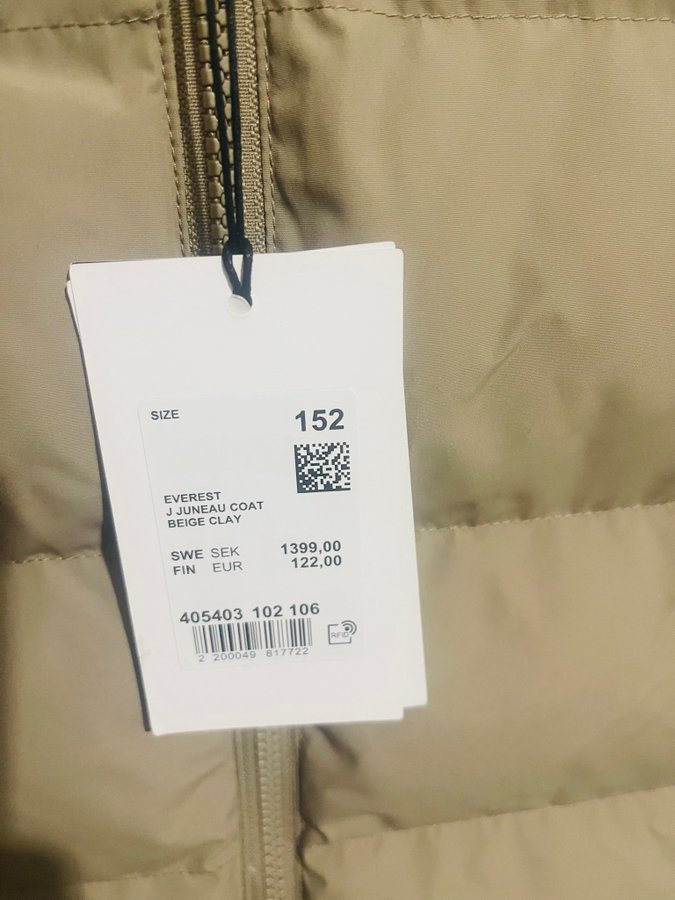 SIZE 152
EVEREST
J JUNEAU COAT
BEIGE CLAY
SWE SEK 1399,00
FIN EUR 122,00
405403 102 106
RFID
2 200049 817722